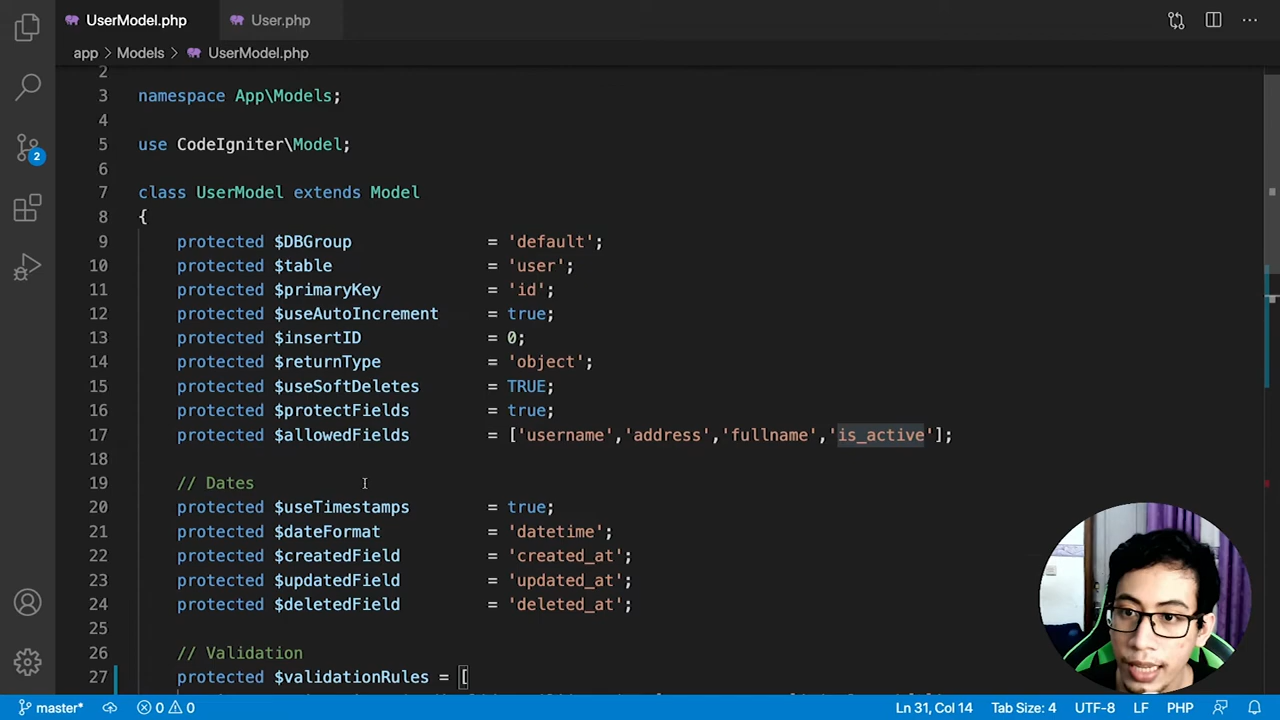 UserModel.php
User.php
app > Models > UserModel.php
2
3 namespace App\Models;
4
5 use CodeIgniter\Model;
6
7 class UserModel extends Model
8 {
9 protected $DBGroup = 'default';
10 protected $table = 'user';
11 protected $primaryKey = 'id';
12 protected $useAutoIncrement = true;
13 protected $insertID = 0;
14 protected $returnType = 'object';
15 protected $useSoftDeletes = TRUE;
16 protected $protectFields = true;
17 protected $allowedFields = ['username','address','fullname','is_active'];
18
19 // Dates
20 protected $useTimestamps = true;
21 protected $dateFormat = 'datetime';
22 protected $createdField = 'created_at';
23 protected $updatedField = 'updated_at';
24 protected $deletedField = 'deleted_at';
25
26 // Validation
27 protected $validationRules = [
2
master* 0 0 Ln 31, Col 14 Tab Size: 4 UTF-8 LF PHP